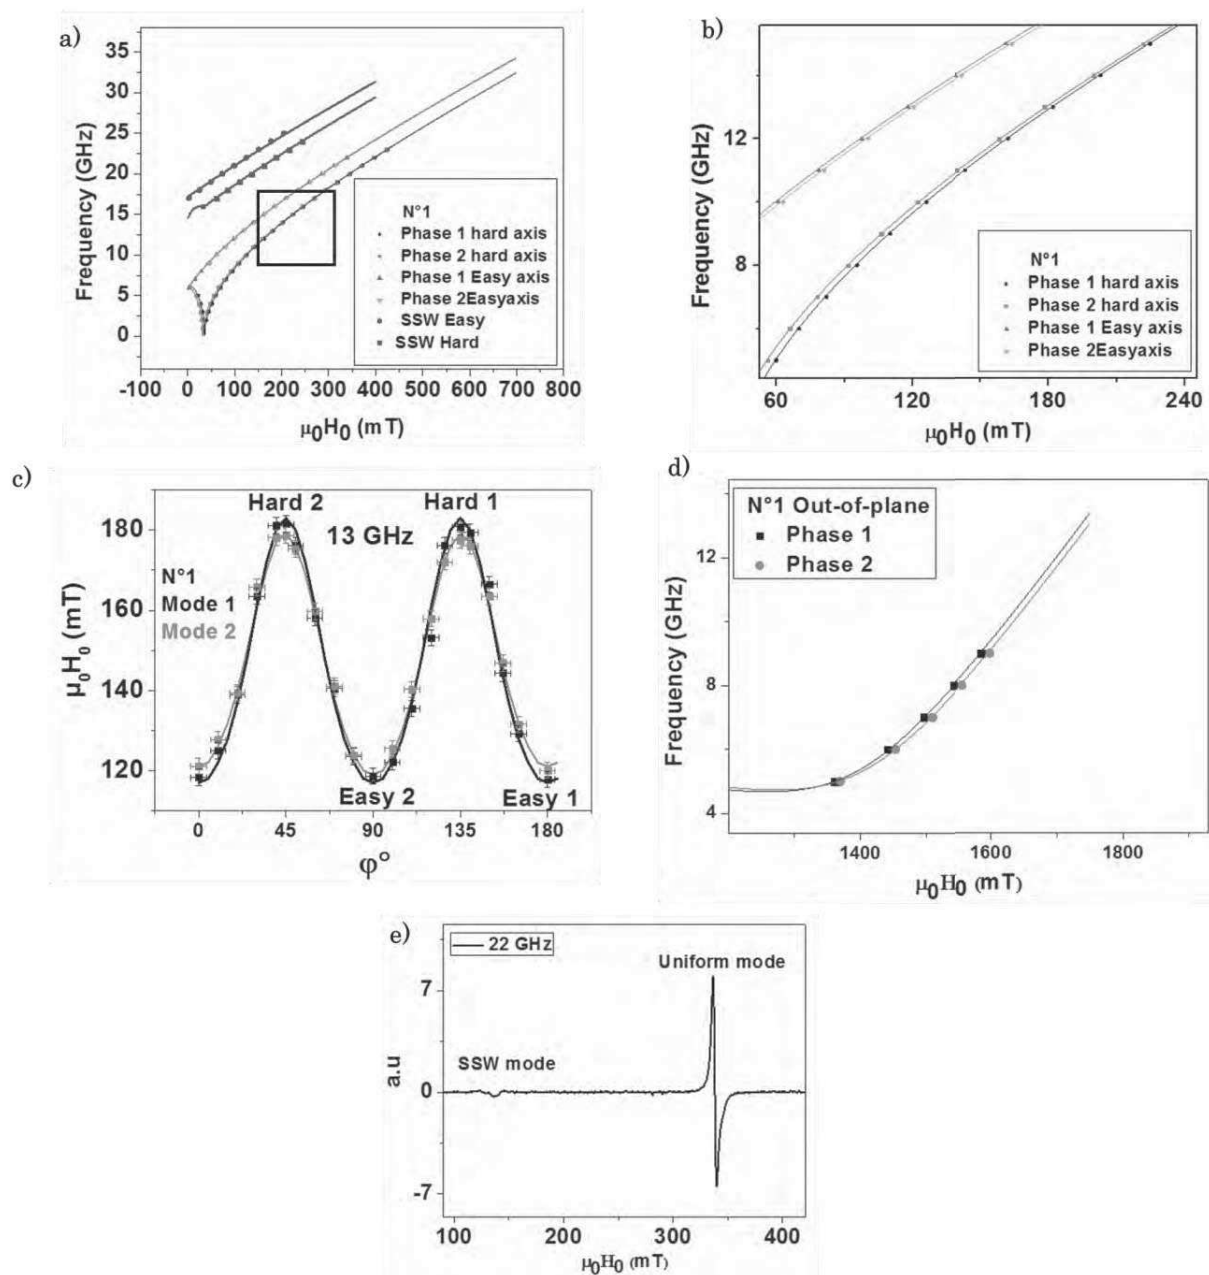 a)
35
30
25
20
15
10
5
0
Frequency (GHz)
N°1
Phase 1 hard axis
Phase 2 hard axis
Phase 1 Easy axis
Phase 2Easyaxis
SSW Easy
SSW Hard
-100 0 100 200 300 400 500 600 700 800
μ0H0 (mT)
b)
12
8
Frequency (GHz)
N°1
Phase 1 hard axis
Phase 2 hard axis
Phase 1 Easy axis
Phase 2Easyaxis
60 120 180 240
μ0H0 (mT)
c)
180
160
140
120
μ0H0 (mT)
Hard 2 Hard 1
13 GHz
N°1
Mode 1
Mode 2
Easy 2 Easy 1
0 45 90 135 180
φ°
d)
12
8
4
Frequency (GHz)
N°1 Out-of-plane
Phase 1
Phase 2
1400 1600 1800
μ0H0 (mT)
e)
22 GHz
Uniform mode
7
SSW mode
0
-7
a.u
100 200 300 400
μ0H0 (mT)